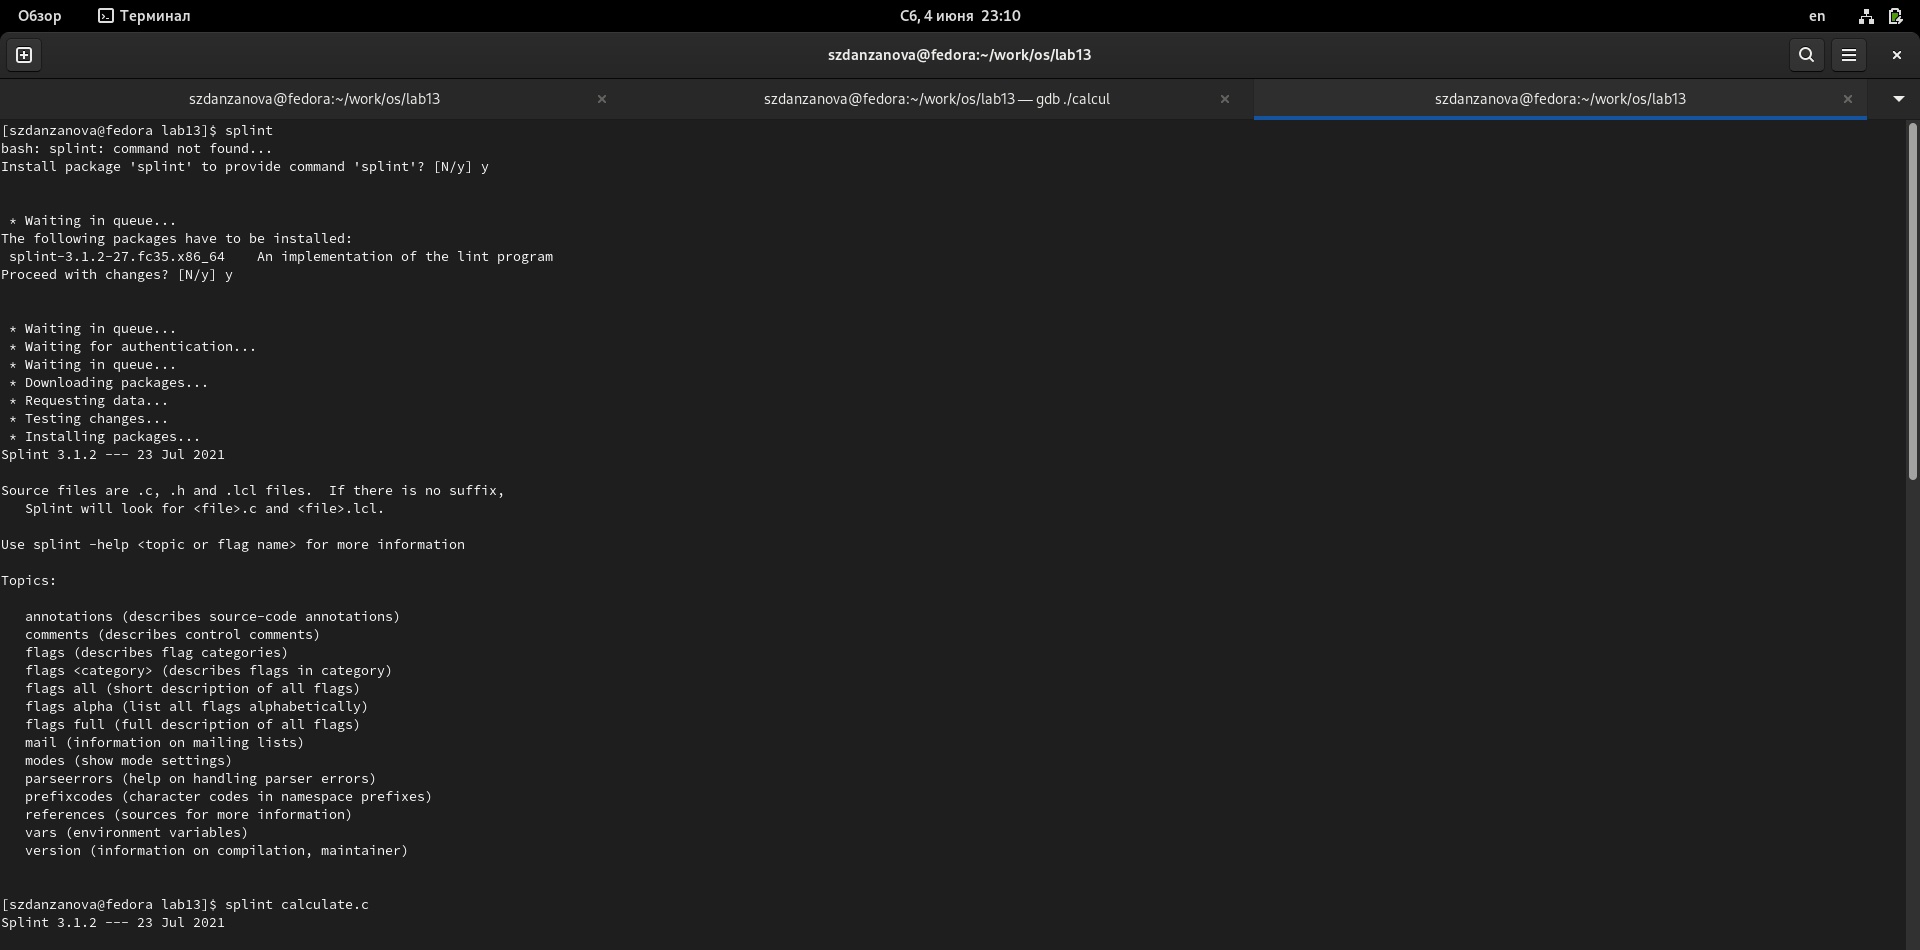 Обзор Терминал Сб, 4 июня 23:10 en
szdanzanova@fedora:~/work/os/lab13
szdanzanova@fedora:~/work/os/lab13 szdanzanova@fedora:~/work/os/lab13 — gdb ./calcul szdanzanova@fedora:~/work/os/lab13
[szdanzanova@fedora lab13]$ splint
bash: splint: command not found...
Install package 'splint' to provide command 'splint'? [N/y] y
* Waiting in queue...
The following packages have to be installed:
splint-3.1.2-27.fc35.x86_64    An implementation of the lint program
Proceed with changes? [N/y] y
* Waiting in queue...
* Waiting for authentication...
* Waiting in queue...
* Downloading packages...
* Requesting data...
* Testing changes...
* Installing packages...
Splint 3.1.2 --- 23 Jul 2021
Source files are .c, .h and .lcl files.  If there is no suffix,
Splint will look for <file>.c and <file>.lcl.
Use splint -help <topic or flag name> for more information
Topics:
annotations (describes source-code annotations)
comments (describes control comments)
flags (describes flag categories)
flags <category> (describes flags in category)
flags all (short description of all flags)
flags alpha (list all flags alphabetically)
flags full (full description of all flags)
mail (information on mailing lists)
modes (show mode settings)
parseerrors (help on handling parser errors)
prefixcodes (character codes in namespace prefixes)
references (sources for more information)
vars (environment variables)
version (information on compilation, maintainer)
[szdanzanova@fedora lab13]$ splint calculate.c
Splint 3.1.2 --- 23 Jul 2021